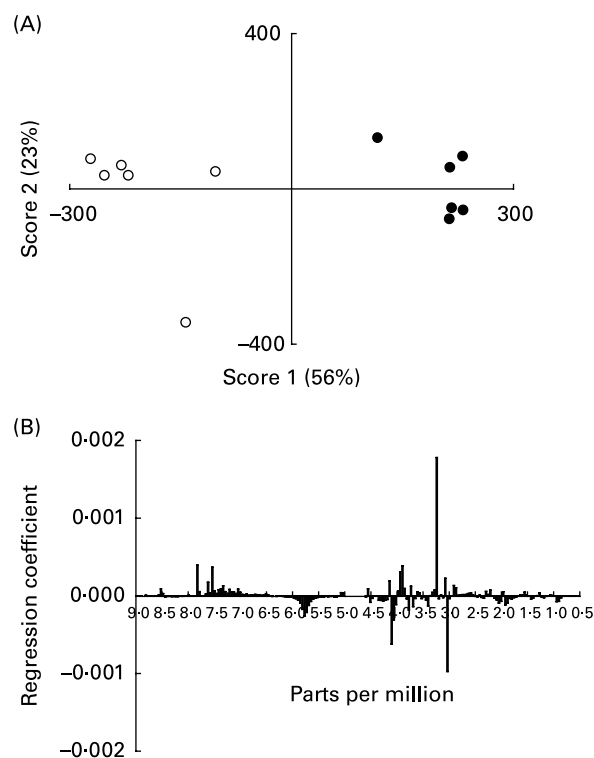 (A)
400
Score 2 (23%)
−300
300
−400
Score 1 (56%)
(B)
0·002
0·001
0·000
−0·001
−0·002
Regression coefficient
9·0 8·5 8·0 7·5 7·0 6·5 6·0 5·5 5·0 4·5 4·0 3·5 3·0 2·5 2·0 1·5 1·0 0·5
Parts per million